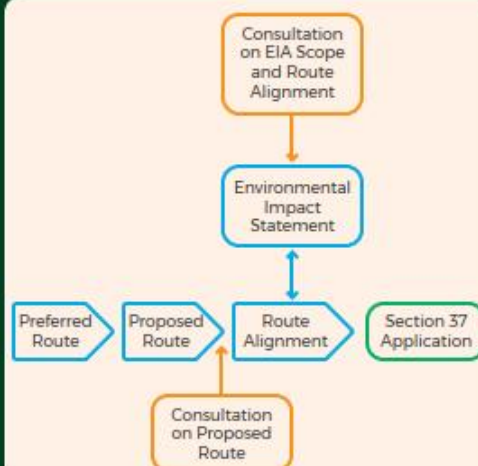 Consultation
on EIA Scope
and Route
Alignment
Environmental
Impact
Statement
Preferred
Route
Proposed
Route
Route
Alignment
Section 37
Application
Consultation
on Proposed
Route